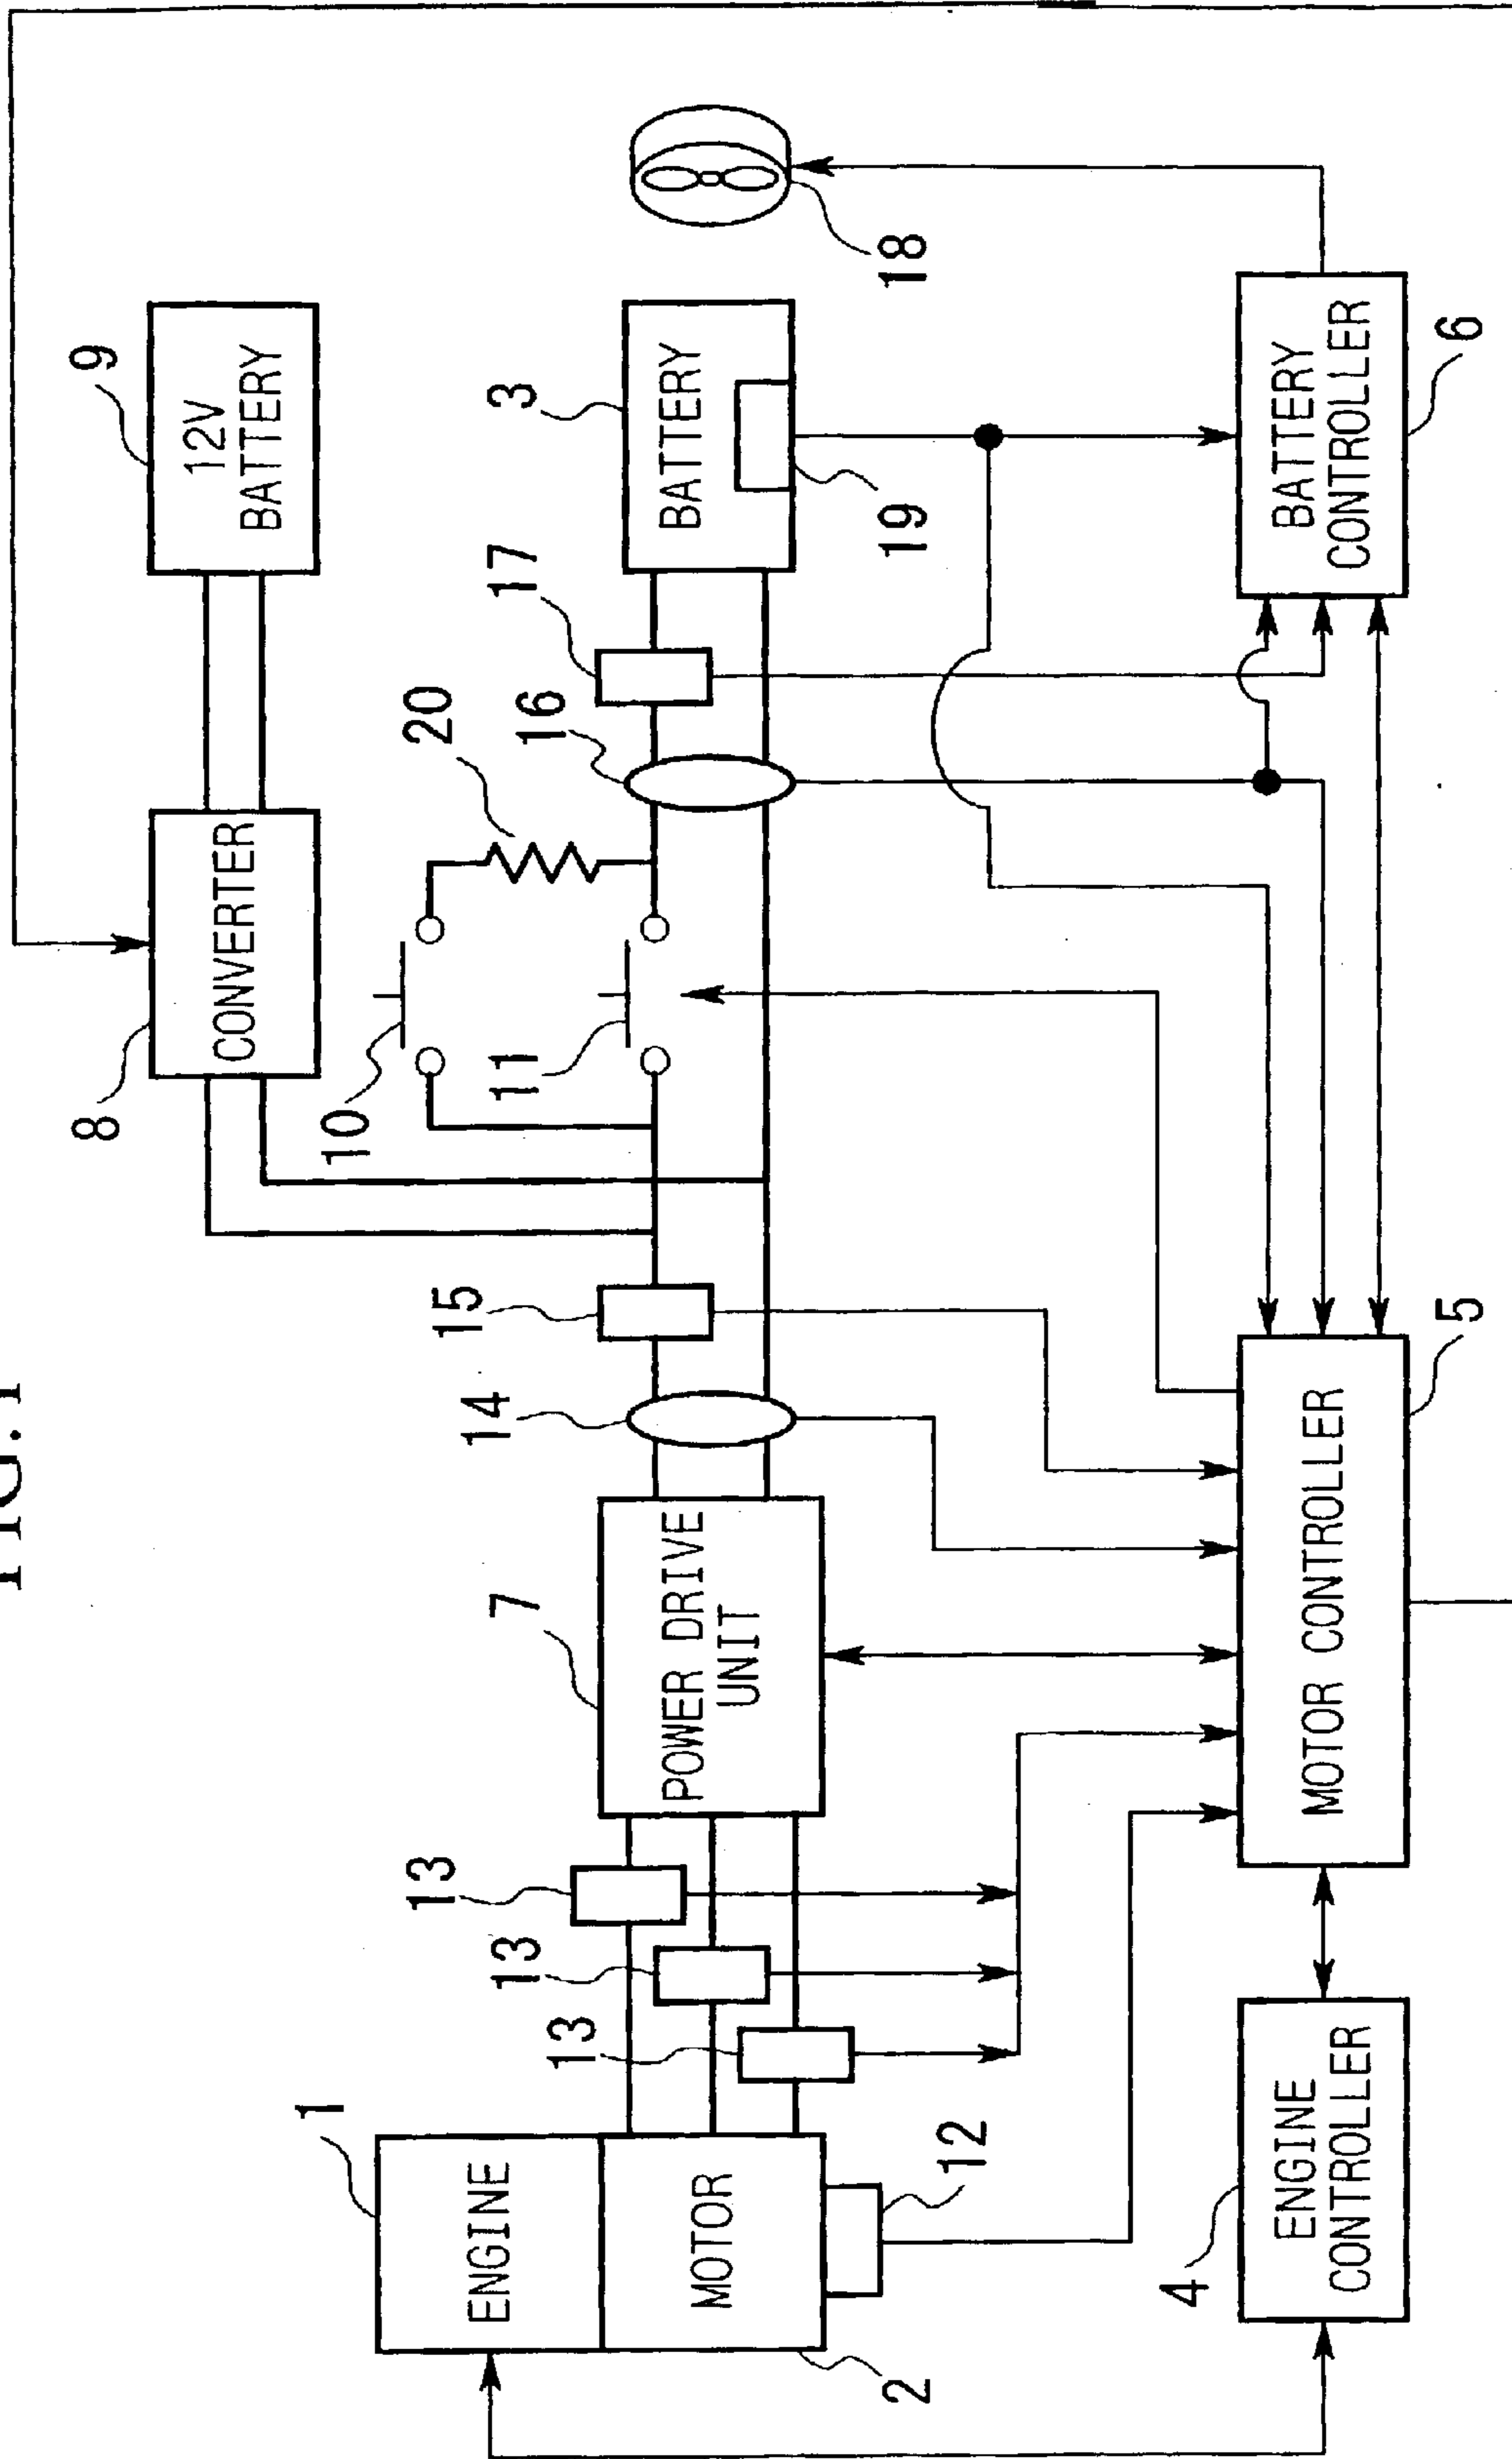 FIG.1
8
9
12V
BATTERY
CONVERTER
1
10
13
20
14
15
ENGINE
13
7
11
16
17
3
13
POWER DRIVE
UNIT
BATTERY
MOTOR
2
12
19
18
4
ENGINE
CONTROLLER
MOTOR CONTROLLER
BATTERY
CONTROLLER
5
6